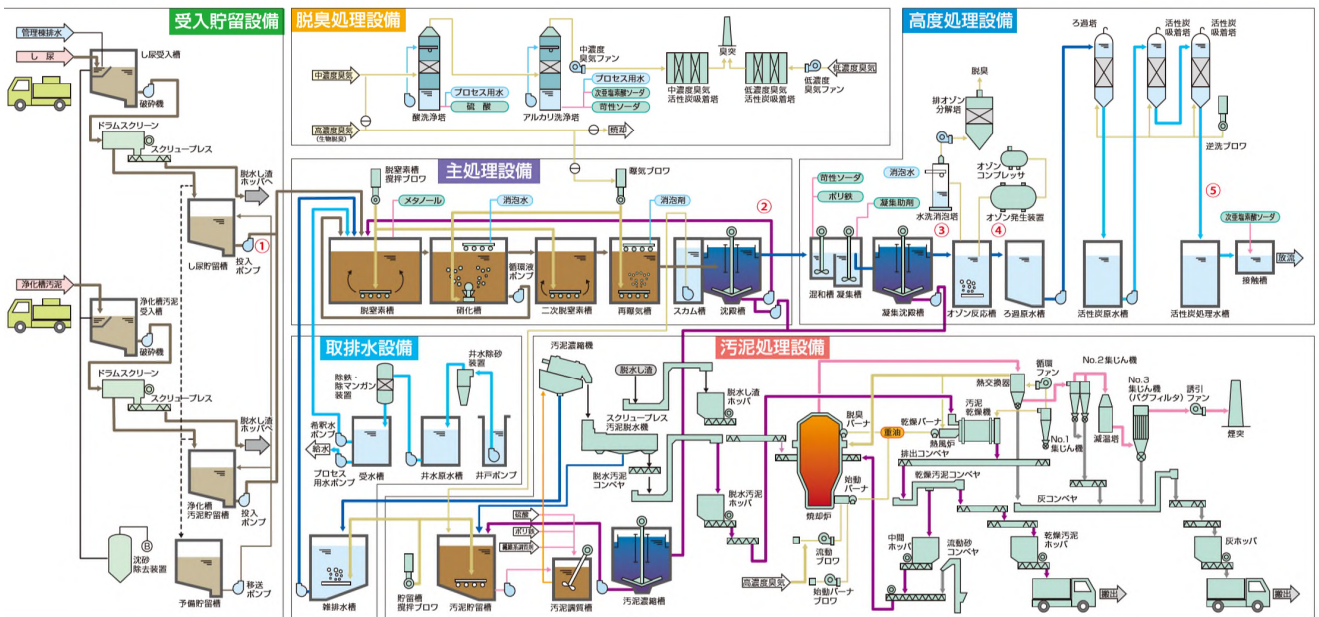 受入貯留設備
管理棟排水
し尿
し尿受入槽
破砕機
ドラムスクリーン
スクリュープレス
脱水し渣
ホッパへ
①
し尿貯留槽
投入
ポンプ
浄化槽汚泥
浄化槽汚泥
受入槽
破砕機
ドラムスクリーン
スクリュープレス
脱水し渣
ホッパへ
浄化槽
汚泥貯留槽
投入
ポンプ
B
沈砂
除去装置
予備貯留槽
移送
ポンプ
脱臭処理設備
中濃度臭気
高濃度臭気
(生物脱臭)
プロセス用水
硫酸
酸洗浄塔
中濃度
臭気ファン
プロセス用水
次亜塩素酸ソーダ
苛性ソーダ
アルカリ洗浄塔
焼却
臭突
中濃度臭気
活性炭吸着塔
低濃度臭気
活性炭吸着塔
低濃度臭気
低濃度
臭気ファン
主処理設備
脱窒素槽
撹拌ブロワ
メタノール
消泡水
曝気ブロワ
消泡剤
②
循環液
ポンプ
脱窒素槽
硝化槽
二次脱窒素槽
再曝気槽
スカム槽
沈殿槽
高度処理設備
苛性ソーダ
ポリ鉄
凝集助剤
混和槽
凝集槽
凝集沈殿槽
脱臭
排オゾン
分解塔
消泡水
水洗消泡塔
③
④
オゾン
コンプレッサ
オゾン発生装置
オゾン反応槽
ろ過原水槽
ろ過塔
活性炭
吸着塔
活性炭
吸着塔
逆洗ブロワ
⑤
次亜塩素酸ソーダ
活性炭原水槽
活性炭処理水槽
接触槽
放流
取排水設備
除鉄・
除マンガン
装置
井水除砂
装置
希釈水
ポンプ
給水
プロセス
用水ポンプ
受水槽
井水原水槽
井戸ポンプ
雑排水槽
汚泥処理設備
汚泥濃縮機
脱水し渣
スクリュープレス
汚泥脱水機
脱水し渣
ホッパ
脱水汚泥
コンベヤ
脱水汚泥
ホッパ
硫酸
ポリ鉄
貯留槽
撹拌ブロワ
汚泥貯留槽
汚泥調質槽
汚泥濃縮槽
脱臭
バーナ
重油
始動
バーナ
焼却炉
流動
ブロワ
高濃度臭気
始動バーナ
ブロワ
乾燥バーナ
熱風炉
汚泥
乾燥機
排出コンベヤ
熱交換器
循環
ファン
No.1
集じん機
No.2集じん機
減温塔
No.3
集じん機
(バグフィルタ)
誘引
ファン
煙突
乾燥汚泥コンベヤ
灰コンベヤ
中間
ホッパ
流動砂
コンベヤ
乾燥汚泥
ホッパ
灰ホッパ
搬出
搬出